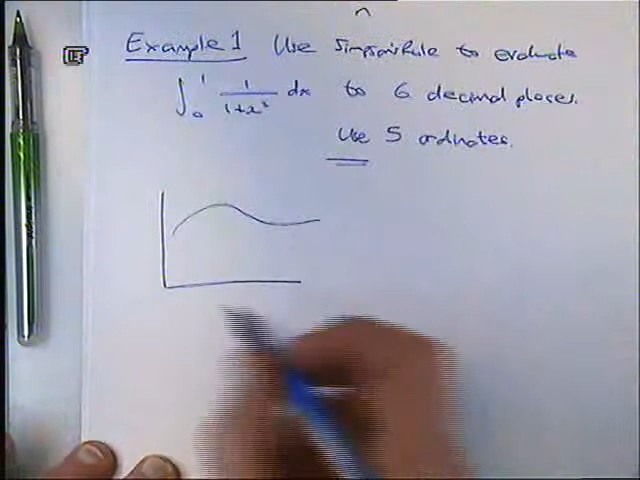 Example 1 Use Simpson's Rule to evaluate
∫₀¹ 1/(1+x²) dx to 6 decimal places.
Use 5 ordinates.